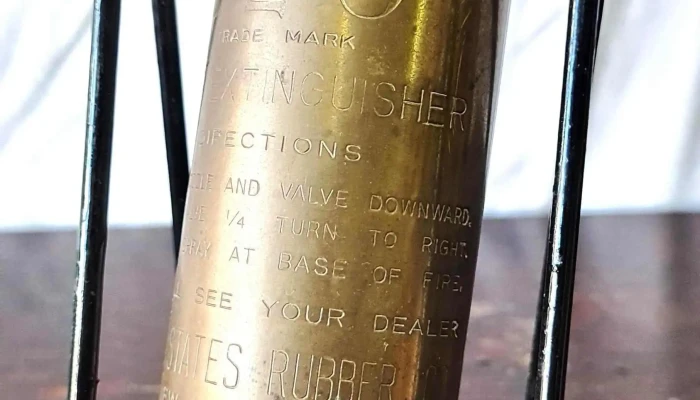 TRADE MARK
EXTINGUISHER
DIRECTIONS
AND VALVE DOWNWARD.
1/4 TURN TO RIGHT.
AT BASE OF FIRE.
SEE YOUR DEALER
STATES RUBBER